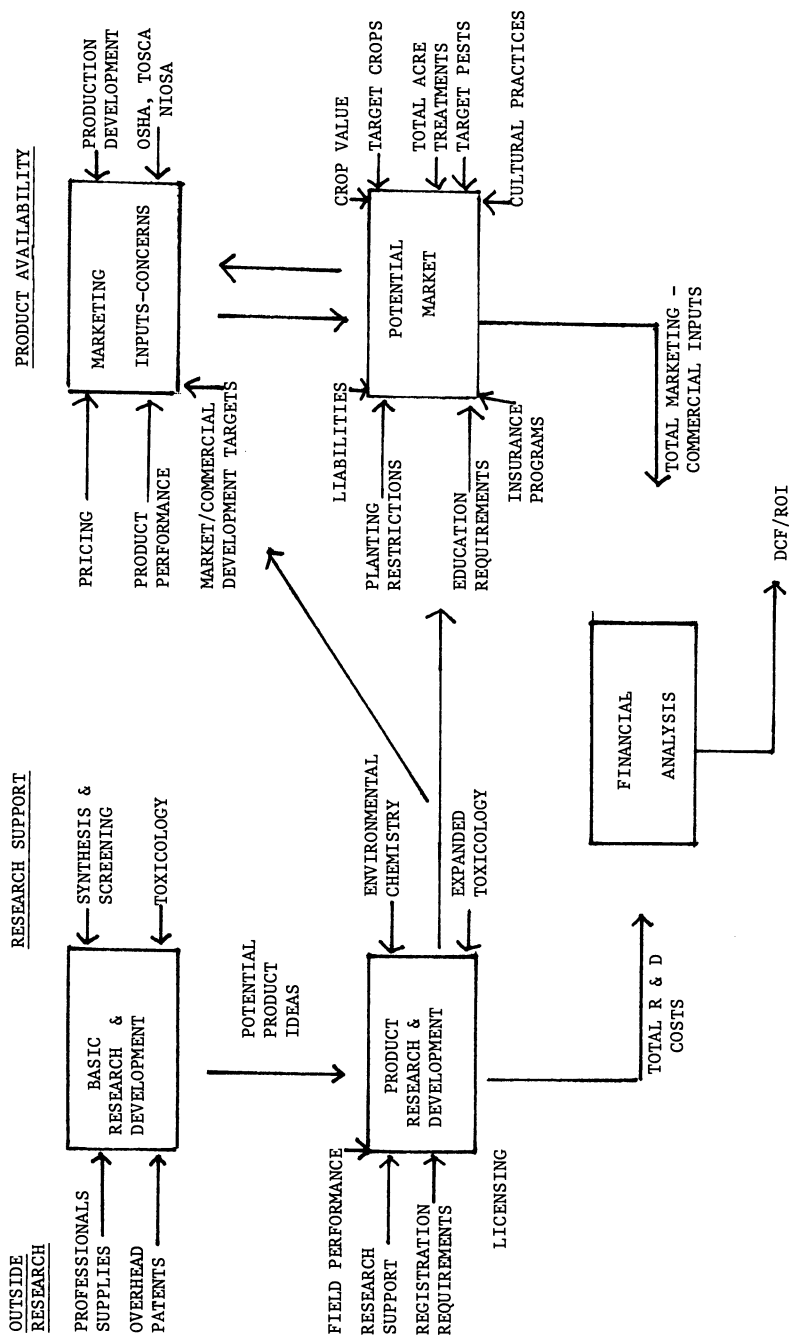 OUTSIDE
RESEARCH
RESEARCH SUPPORT
PRODUCT AVAILABILITY
PROFESSIONALS
SUPPLIES
OVERHEAD
PATENTS
BASIC
RESEARCH &
DEVELOPMENT
SYNTHESIS &
SCREENING
TOXICOLOGY
PRICING
PRODUCT
PERFORMANCE
MARKET/COMMERCIAL
DEVELOPMENT TARGETS
MARKETING
INPUTS-CONCERNS
PRODUCTION
DEVELOPMENT
OSHA, TOSCA
NIOSA
POTENTIAL
PRODUCT
IDEAS
FIELD PERFORMANCE
RESEARCH
SUPPORT
REGISTRATION
REQUIREMENTS
LICENSING
PRODUCT
RESEARCH &
DEVELOPMENT
ENVIRONMENTAL
CHEMISTRY
EXPANDED
TOXICOLOGY
LIABILITIES
PLANTING
RESTRICTIONS
EDUCATION
REQUIREMENTS
INSURANCE
PROGRAMS
POTENTIAL
MARKET
CROP VALUE
TARGET CROPS
TOTAL ACRE
TREATMENTS
TARGET PESTS
CULTURAL PRACTICES
TOTAL R & D
COSTS
FINANCIAL
ANALYSIS
TOTAL MARKETING -
COMMERCIAL INPUTS
DCF/ROI